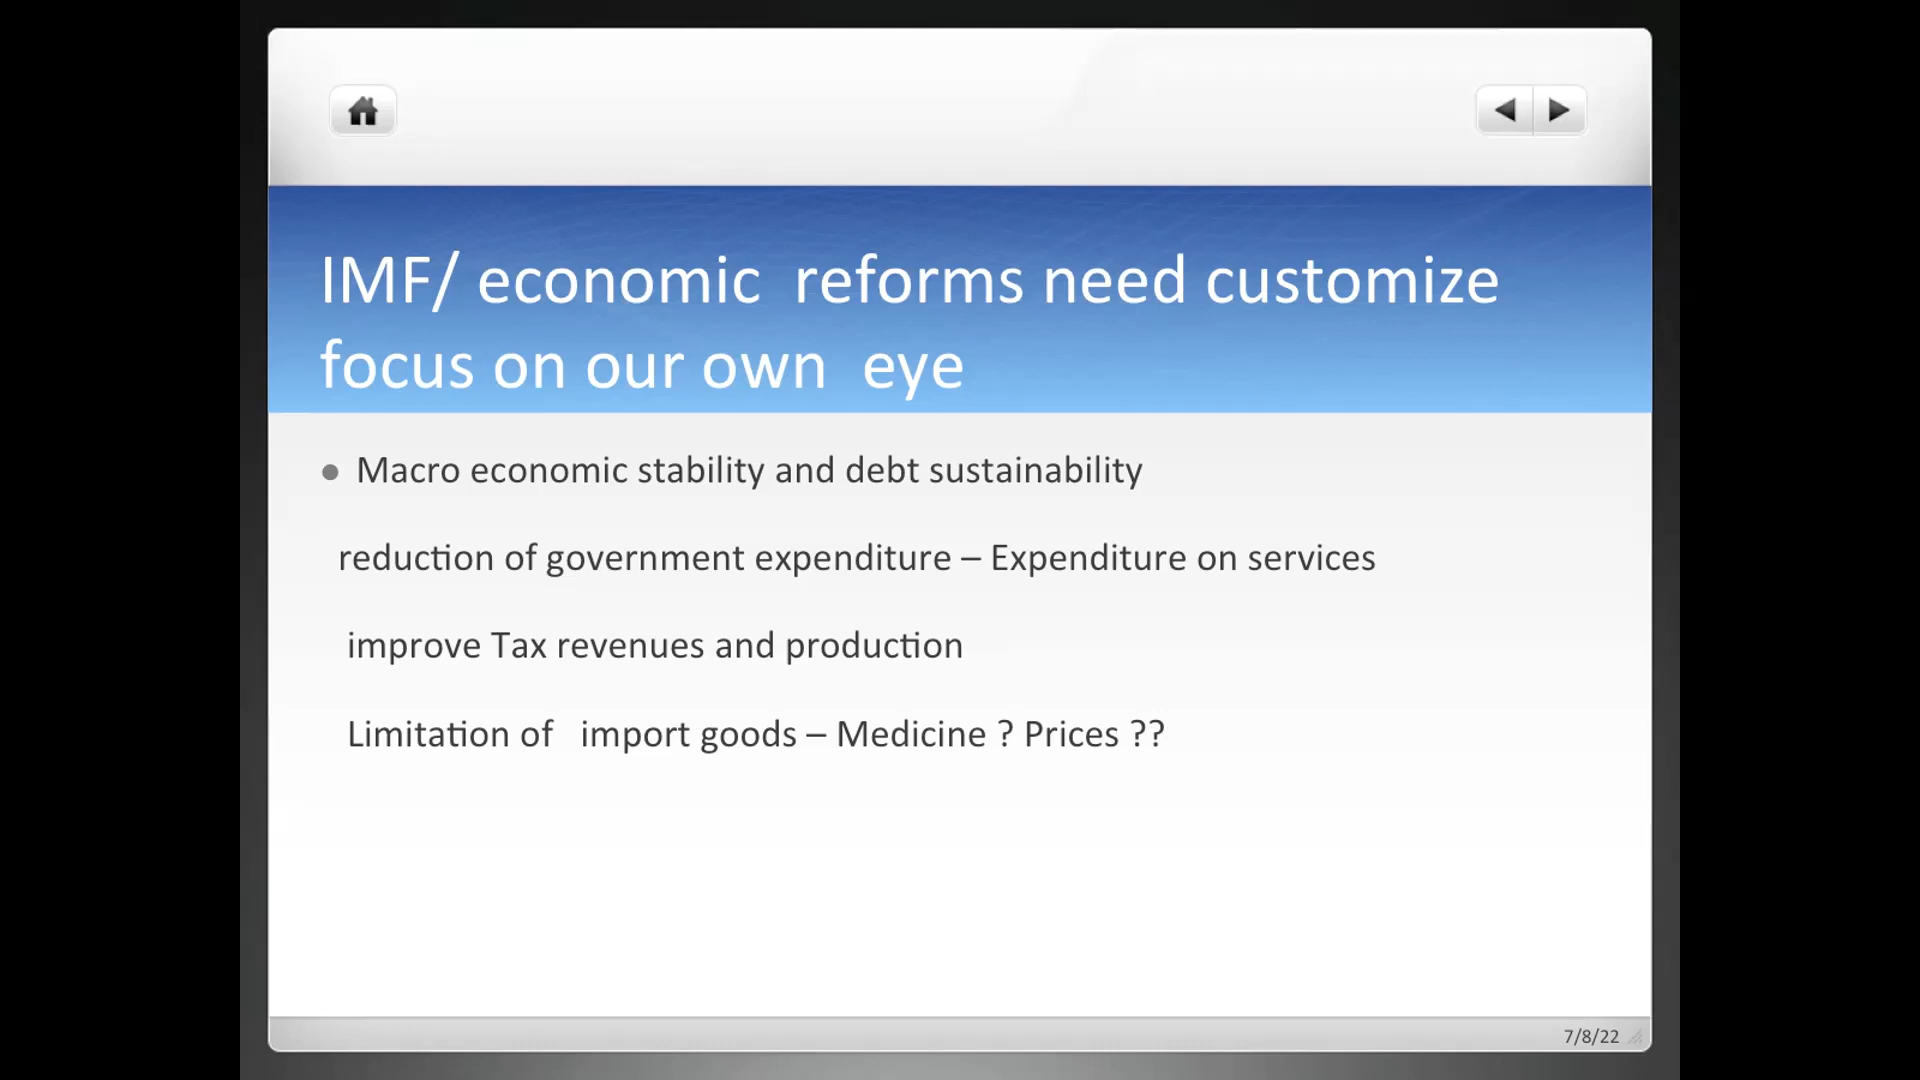 IMF/ economic  reforms need customize
focus on our own  eye
● Macro economic stability and debt sustainability
reduction of government expenditure – Expenditure on services
improve Tax revenues and production
Limitation of   import goods – Medicine ? Prices ??
7/8/22